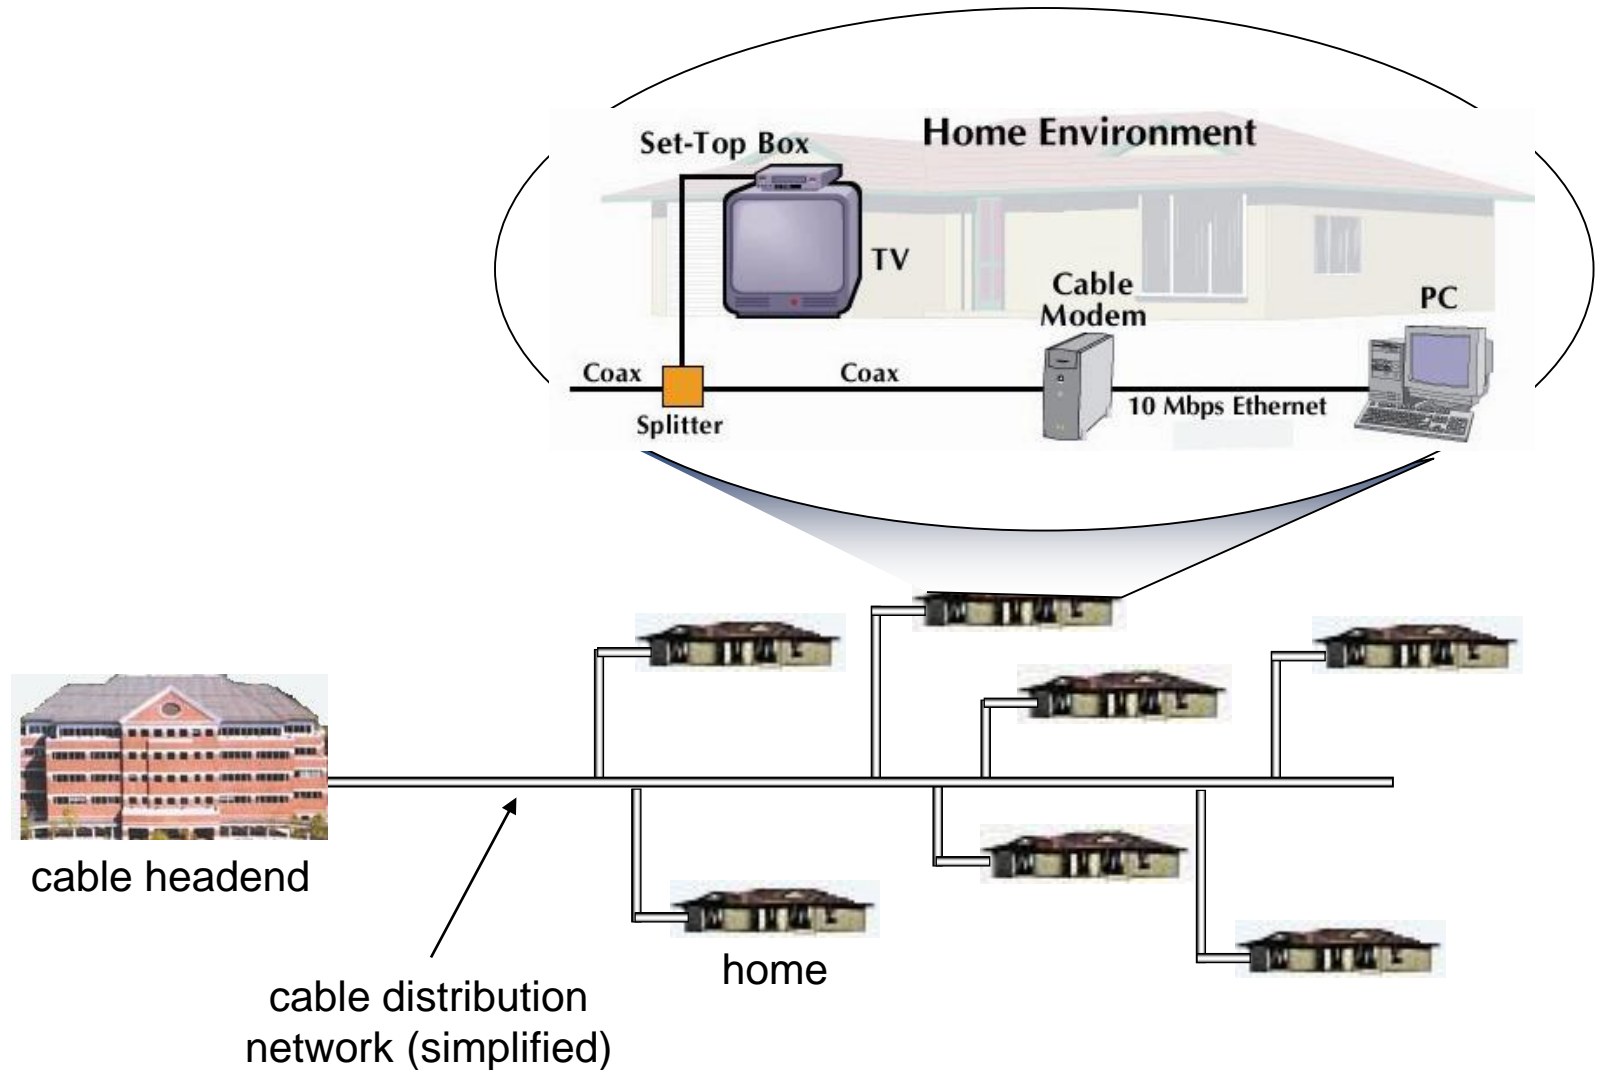 Home Environment
Set-Top Box
TV
Cable
Modem
PC
Coax
Coax
10 Mbps Ethernet
Splitter
cable headend
home
cable distribution
network (simplified)